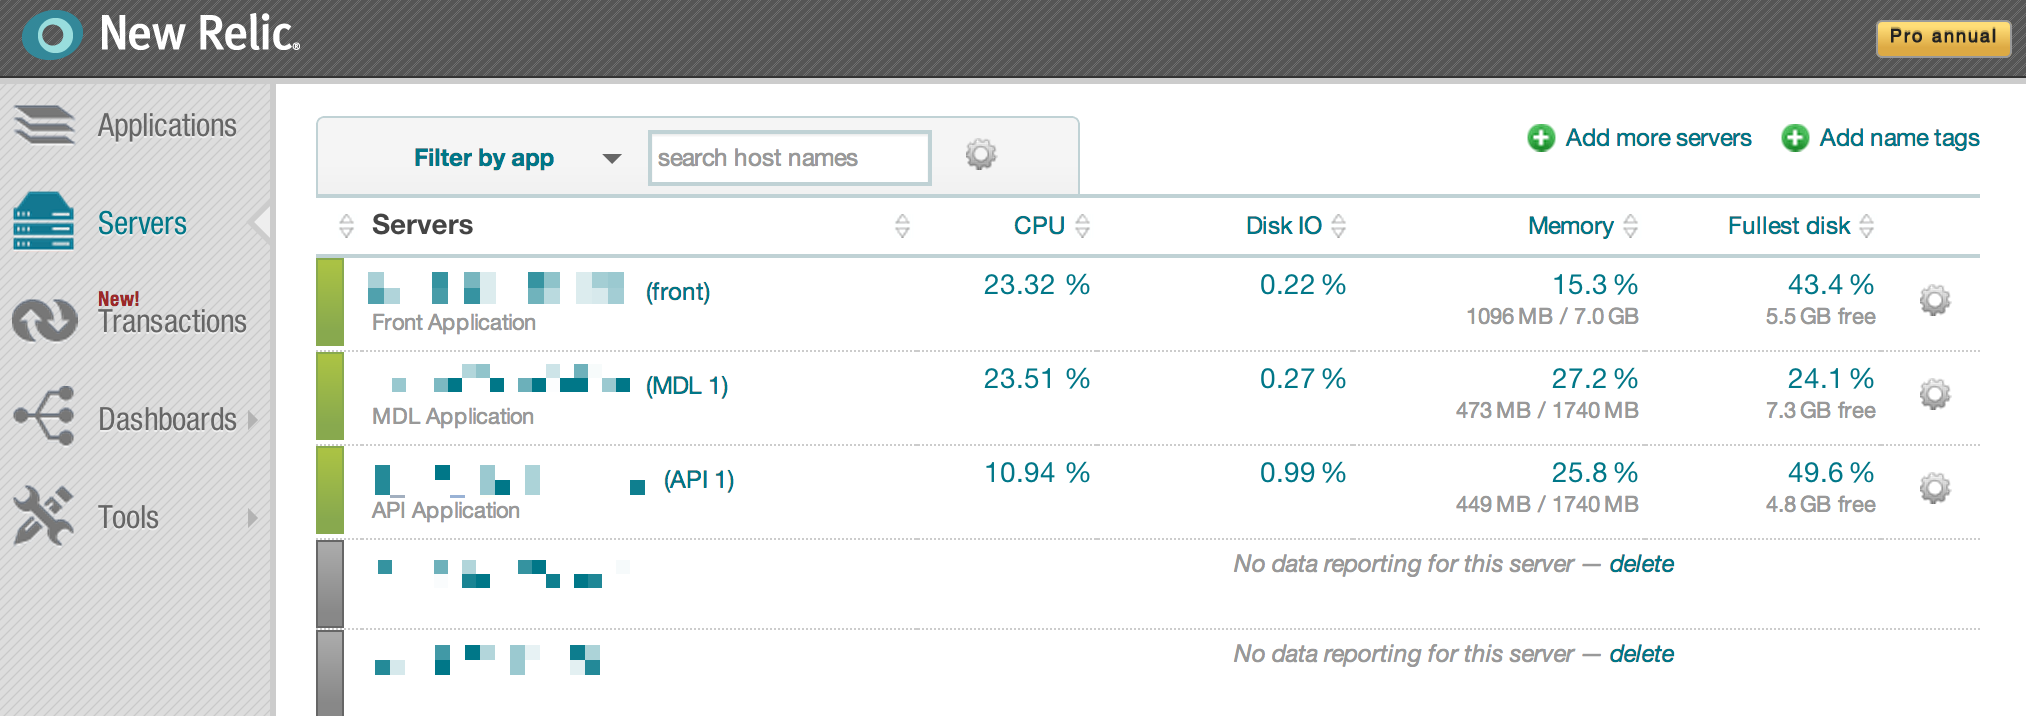 New Relic®
Pro annual
Applications
Servers
New!
Transactions
Dashboards
Tools
Filter by app
search host names
Add more servers
Add name tags
Servers CPU Disk IO Memory Fullest disk
(front) 23.32 % 0.22 % 15.3 % 43.4 %
Front Application 1096 MB / 7.0 GB 5.5 GB free
(MDL 1) 23.51 % 0.27 % 27.2 % 24.1 %
MDL Application 473 MB / 1740 MB 7.3 GB free
(API 1) 10.94 % 0.99 % 25.8 % 49.6 %
API Application 449 MB / 1740 MB 4.8 GB free
No data reporting for this server — delete
No data reporting for this server — delete